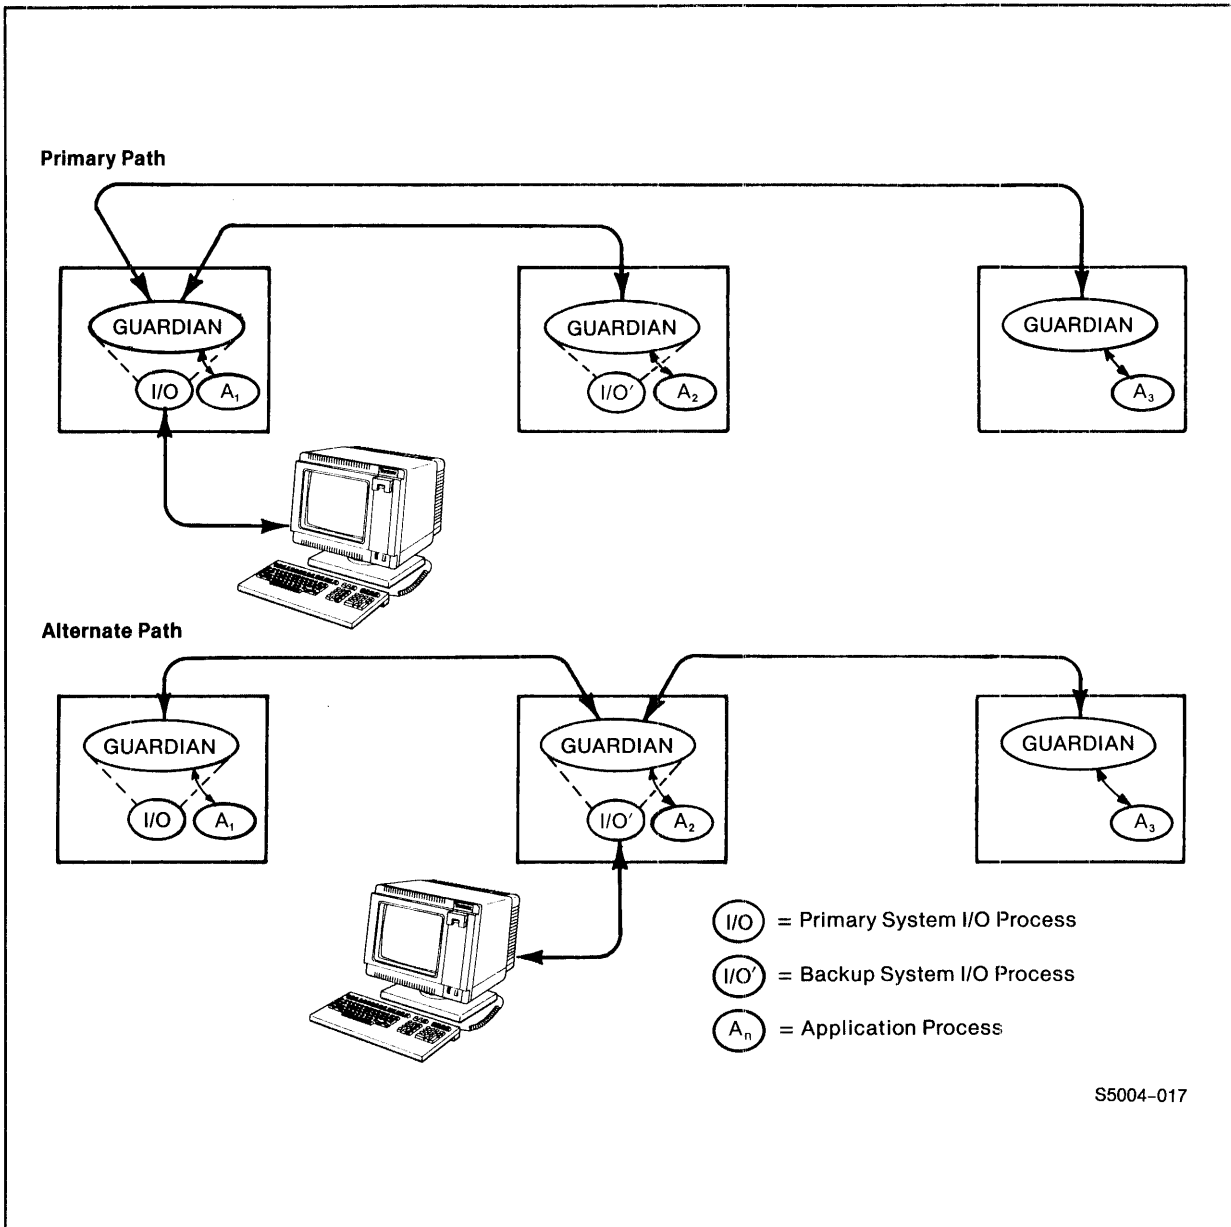 Primary Path
GUARDIAN
GUARDIAN
GUARDIAN
I/O
A₁
I/O′
A₂
A₃
Alternate Path
GUARDIAN
GUARDIAN
GUARDIAN
I/O
A₁
I/O′
A₂
A₃
I/O = Primary System I/O Process
I/O′ = Backup System I/O Process
Aₙ = Application Process
S5004-017